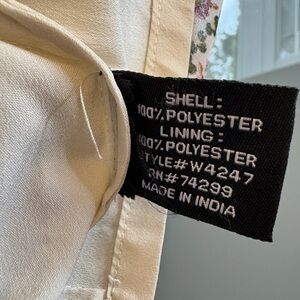 SHELL:
100% POLYESTER
LINING:
100% POLYESTER
STYLE# W4247
RN# 74299
MADE IN INDIA